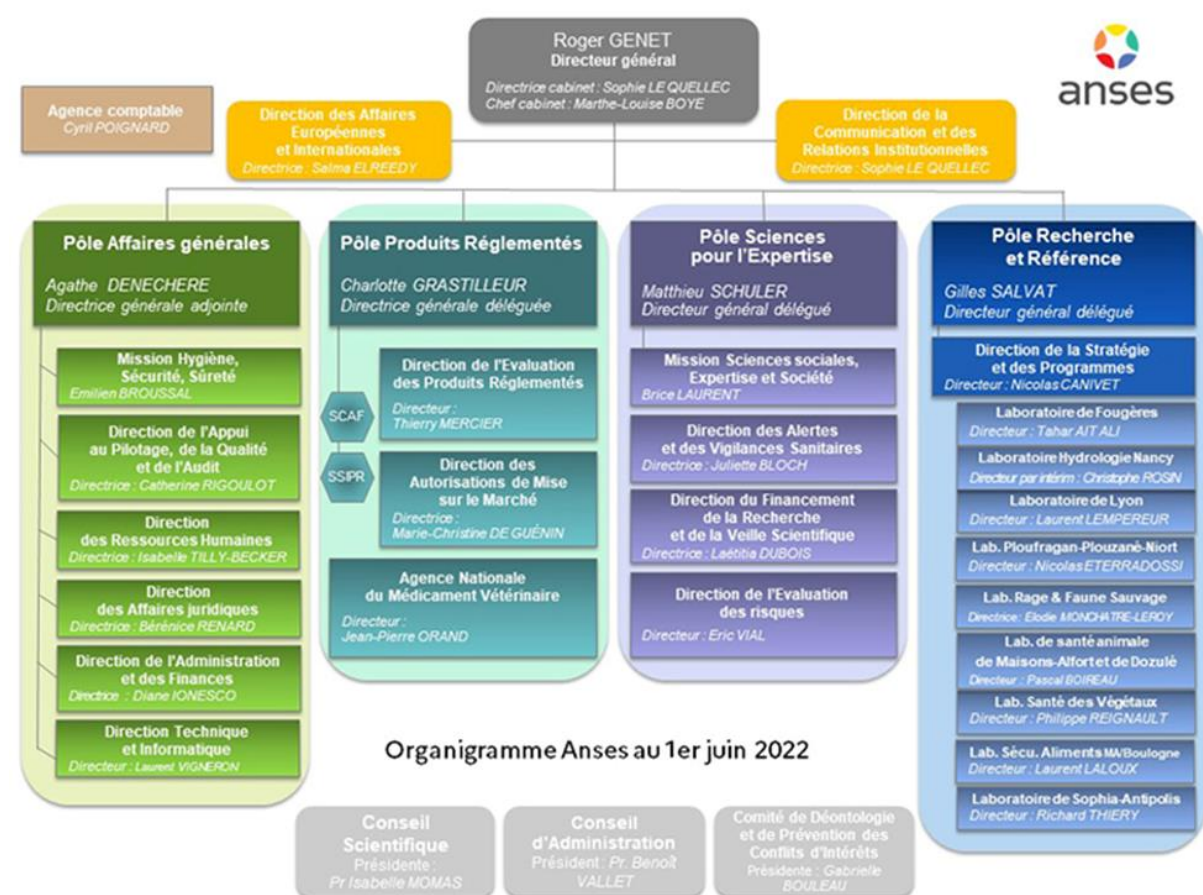 Roger GENET
Directeur général
Directrice cabinet : Sophie LE QUELLEC
Chef cabinet : Marthe-Louise BOYE
anses
Agence comptable
Cyril POIGNARD
Direction des Affaires
Européennes
et Internationales
Directrice : Salma ELREEDY
Direction de la
Communication et des
Relations Institutionnelles
Directrice : Sophie LE QUELLEC
Pôle Affaires générales
Agathe DENECHERE
Directrice générale adjointe
Mission Hygiène,
Sécurité, Sûreté
Emilien BROUSSAL
Direction de l'Appui
au Pilotage, de la Qualité
et de l'Audit
Directrice : Catherine RIGOULOT
Direction
des Ressources Humaines
Directrice : Isabelle TILLY-BECKER
Direction
des Affaires juridiques
Directrice : Bérénice RENARD
Direction de l'Administration
et des Finances
Directrice : Diane IONESCO
Direction Technique
et Informatique
Directeur : Laurent VIGNERON
Pôle Produits Réglementés
Charlotte GRASTILLEUR
Directrice générale déléguée
SCAF
SSIPR
Direction de l'Evaluation
des Produits Réglementés
Directeur :
Thierry MERCIER
Direction des
Autorisations de Mise
sur le Marché
Directrice :
Marie-Christine DE GUÉNIN
Agence Nationale
du Médicament Vétérinaire
Directeur :
Jean-Pierre ORAND
Pôle Sciences
pour l'Expertise
Matthieu SCHULER
Directeur général délégué
Mission Sciences sociales,
Expertise et Société
Brice LAURENT
Direction des Alertes
et des Vigilances Sanitaires
Directrice : Juliette BLOCH
Direction du Financement
de la Recherche
et de la Veille Scientifique
Directrice : Laëtitia DUBOIS
Direction de l'Evaluation
des risques
Directeur : Eric VIAL
Pôle Recherche
et Référence
Gilles SALVAT
Directeur général délégué
Direction de la Stratégie
et des Programmes
Directeur : Nicolas CANIVET
Laboratoire de Fougères
Directeur : Tahar AIT ALI
Laboratoire Hydrologie Nancy
Directeur par intérim : Christophe ROSIN
Laboratoire de Lyon
Directeur : Laurent LEMPEREUR
Lab. Ploufragan-Plouzané-Niort
Directeur : Nicolas ETERRADOSSI
Lab. Rage & Faune Sauvage
Directrice : Elodie MONCHATRE-LEROY
Lab. de santé animale
de Maisons-Alfort et de Dozulé
Directeur : Pascal BOIREAU
Lab. Santé des Végétaux
Directeur : Philippe REIGNAULT
Lab. Sécu. Aliments MA/Boulogne
Directeur : Laurent LALOUX
Laboratoire de Sophia-Antipolis
Directeur : Richard THIERY
Organigramme Anses au 1er juin 2022
Conseil
Scientifique
Présidente :
Pr Isabelle MOMAS
Conseil
d'Administration
Président : Pr. Benoît
VALLET
Comité de Déontologie
et de Prévention des
Conflits d'Intérêts
Présidente : Gabrielle
BOULEAU